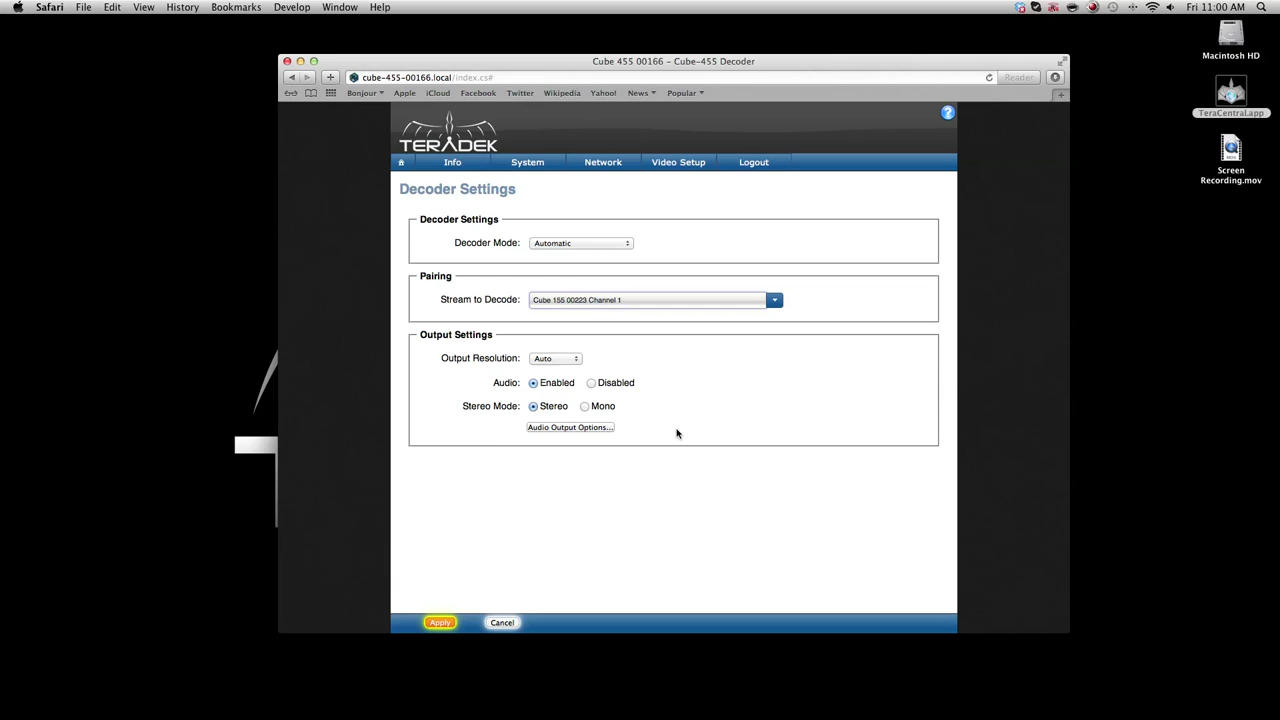 Safari File Edit View History Bookmarks Develop Window Help Fri 11:00 AM
Macintosh HD
TeraCentral.app
Screen
Recording.mov
Cube 455 00166 – Cube-455 Decoder
cube-455-00166.local/index.cs#
Reader
Bonjour Apple iCloud Facebook Twitter Wikipedia Yahoo! News Popular
TERADEK
Info System Network Video Setup Logout
Decoder Settings
Decoder Settings
Decoder Mode: Automatic
Pairing
Stream to Decode: Cube 155 00223 Channel 1
Output Settings
Output Resolution: Auto
Audio: Enabled Disabled
Stereo Mode: Stereo Mono
Audio Output Options...
Apply Cancel